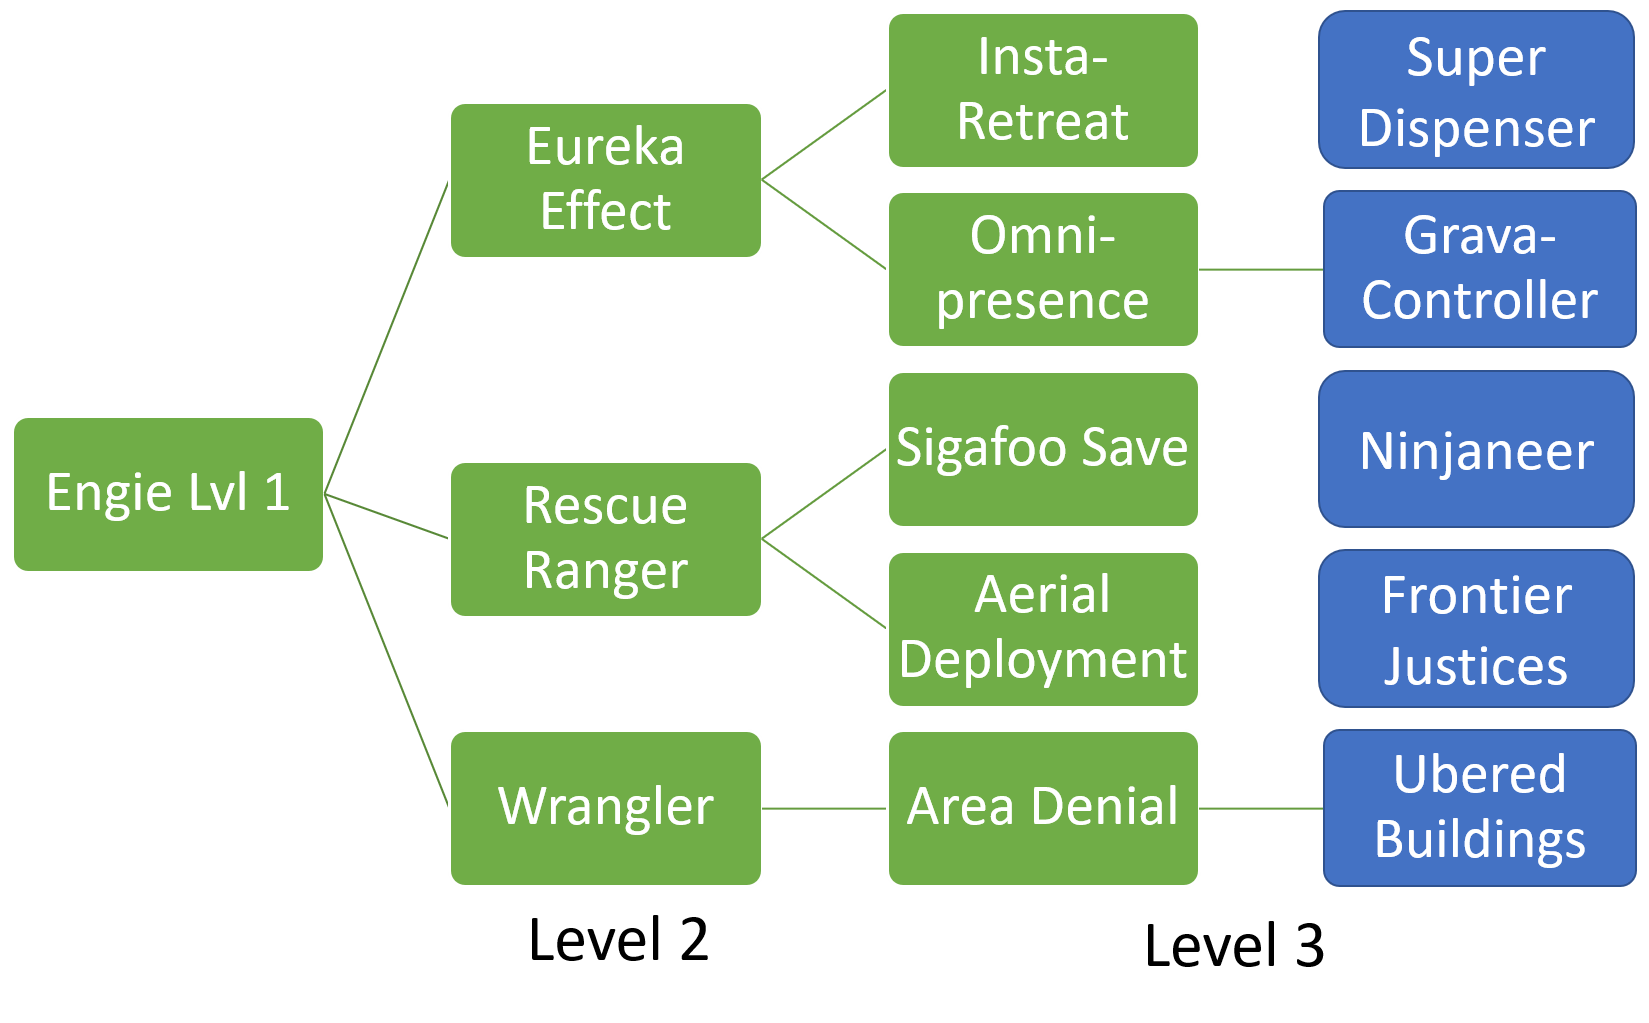 Engie Lvl 1
Eureka
Effect
Rescue
Ranger
Wrangler
Insta-
Retreat
Omni-
presence
Sigafoo Save
Aerial
Deployment
Area Denial
Super
Dispenser
Grava-
Controller
Ninjaneer
Frontier
Justices
Ubered
Buildings
Level 2
Level 3